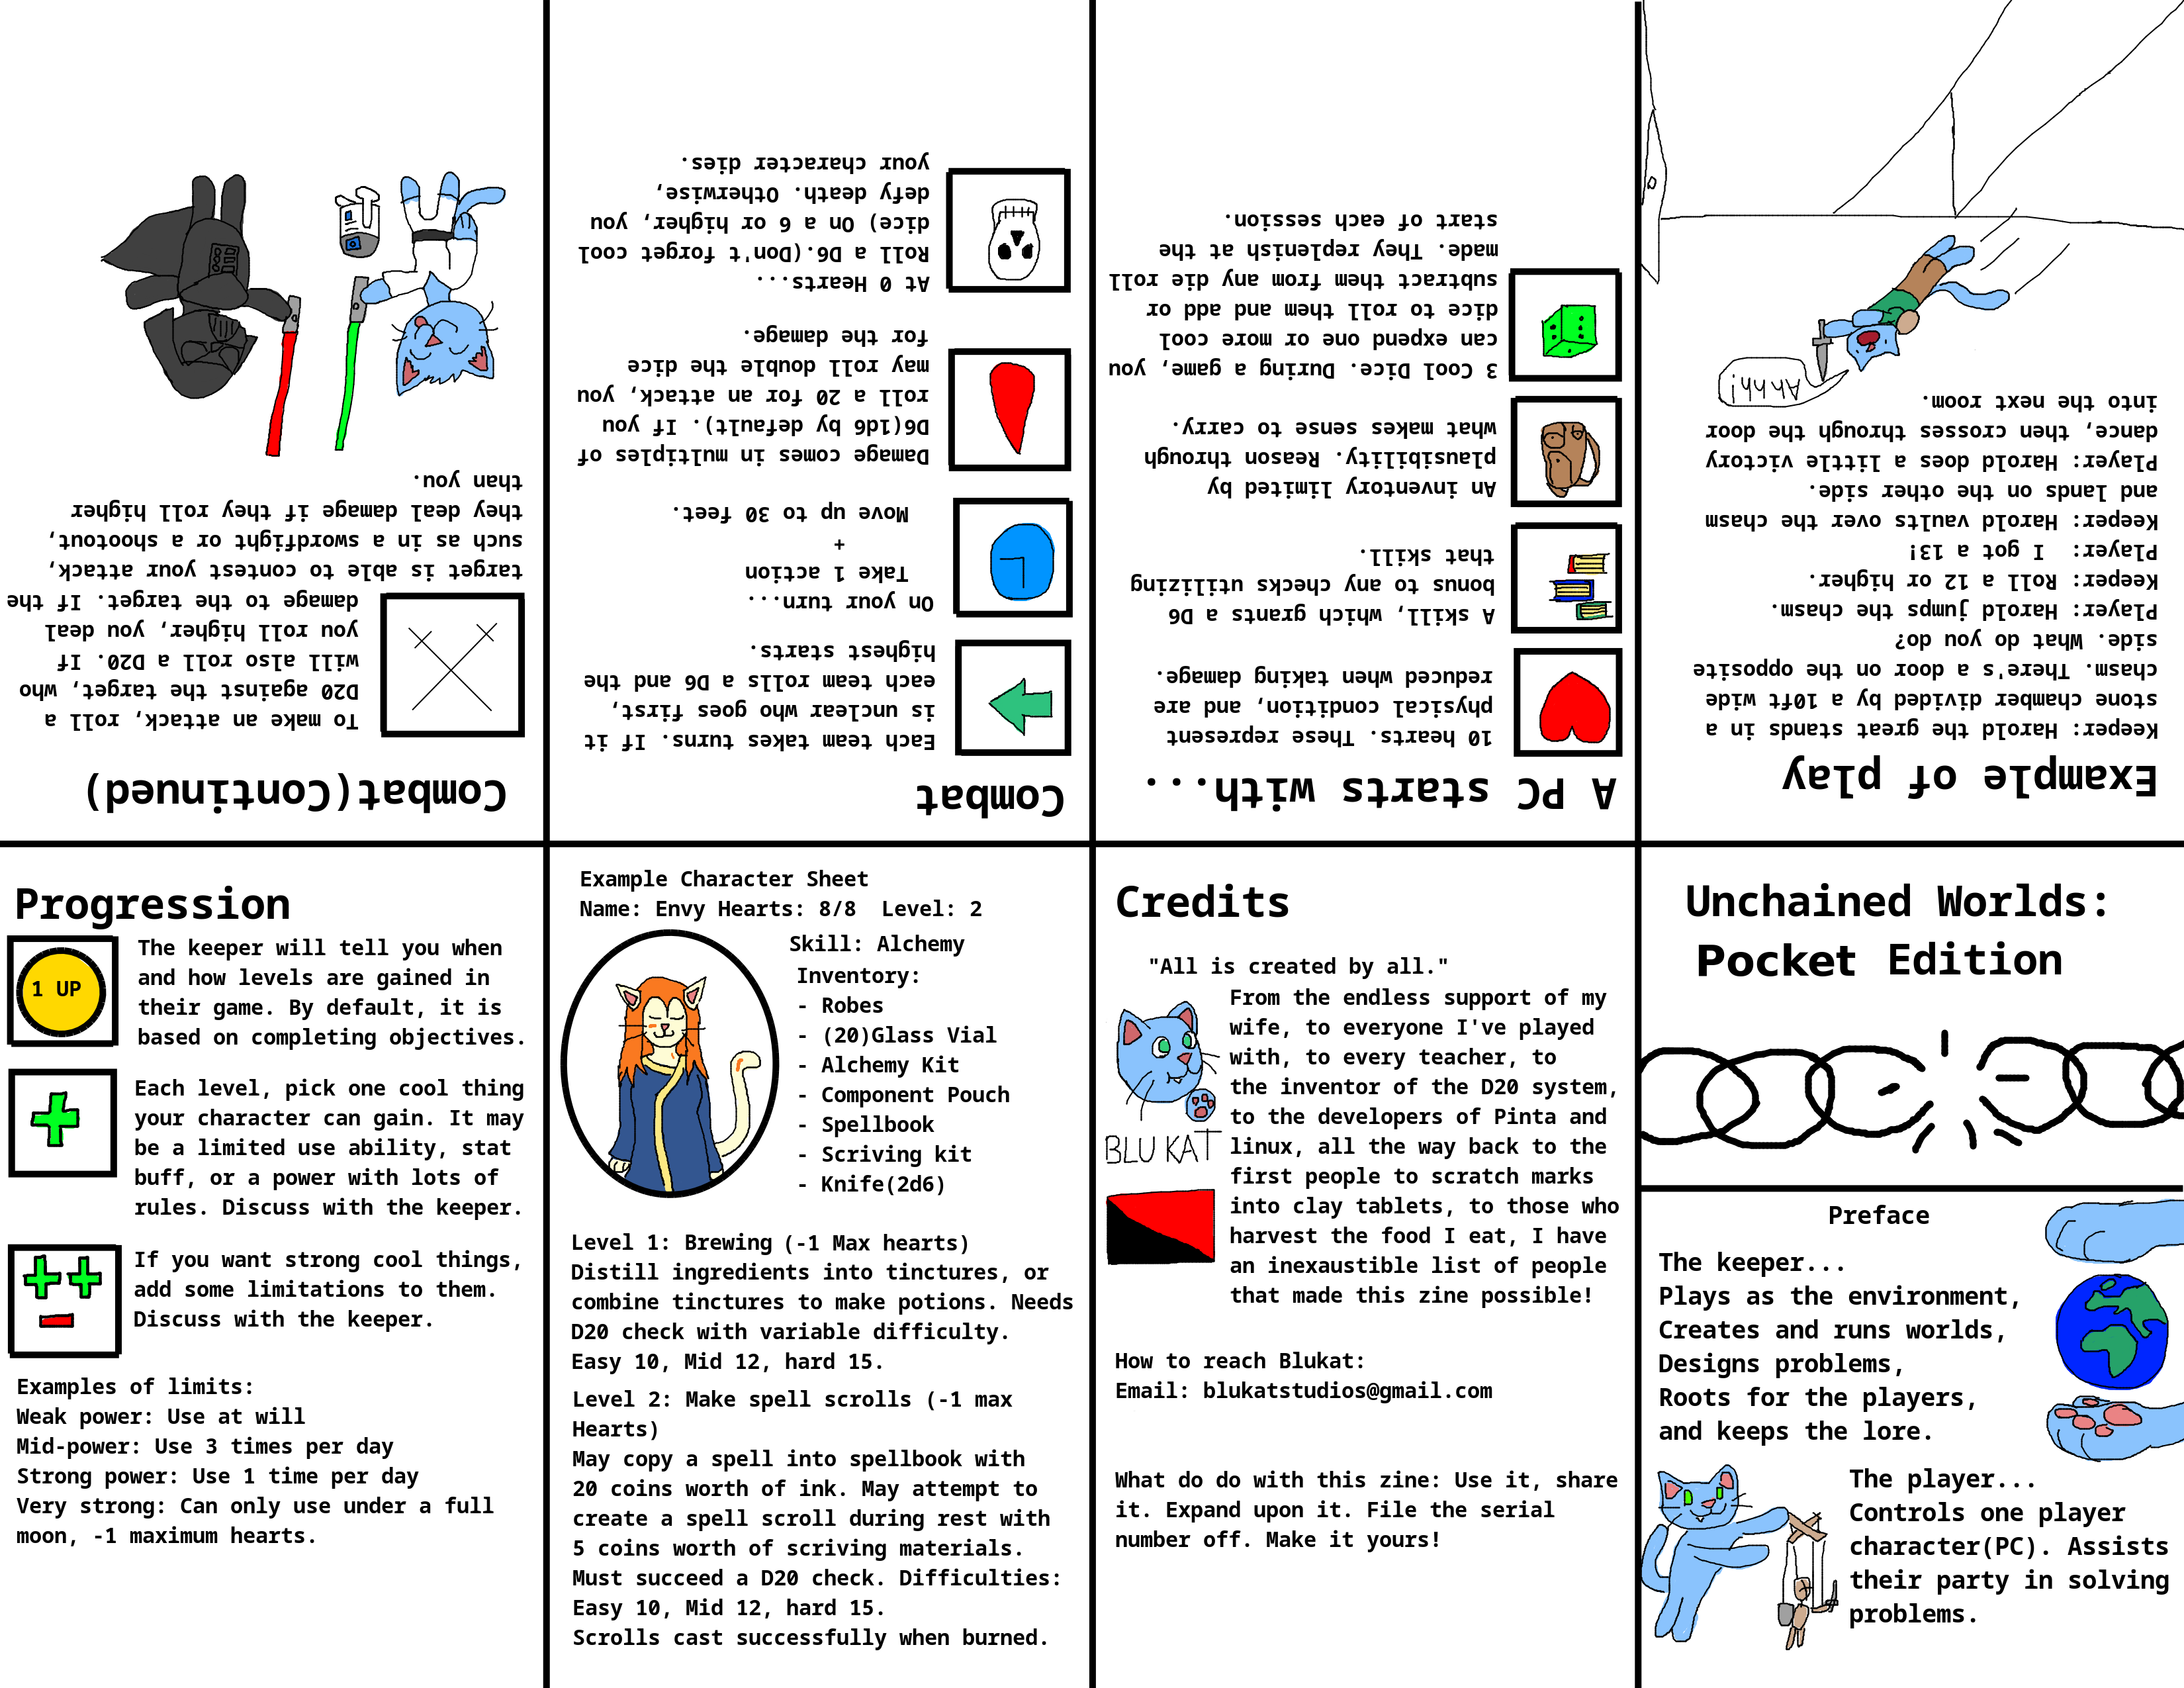 Unchained Worlds:
Pocket Edition
Preface
The keeper...
Plays as the environment,
Creates and runs worlds,
Designs problems,
Roots for the players,
and keeps the lore.
The player...
Controls one player
character(PC). Assists
their party in solving
problems.
Example of play
Keeper: Harold the great stands in a
stone chamber divided by a 10ft wide
chasm. There's a door on the opposite
side. What do you do?
Player: Harold jumps the chasm.
Keeper: Roll a 12 or higher.
Player:  I got a 13!
Keeper: Harold vaults over the chasm
and lands on the other side.
Player: Harold does a little victory
dance, then crosses through the door
into the next room.
Ahhh!
A PC starts with...
10 hearts. These represent
physical condition, and are
reduced when taking damage.
A skill, which grants a D6
bonus to any checks utilizing
that skill.
An inventory limited by
plausibility. Reason through
what makes sense to carry.
3 Cool Dice. During a game, you
can expend one or more cool
dice to roll them and add or
subtract them from any die roll
made. They replenish at the
start of each session.
Combat
Each team takes turns. If it
is unclear who goes first,
each team rolls a D6 and the
highest starts.
On your turn...
Take 1 action
+
Move up to 30 feet.
Damage comes in multiples of
D6(1d6 by default). If you
roll a 20 for an attack, you
may roll double the dice
for the damage.
At 0 Hearts...
Roll a D6.(Don't forget cool
dice) On a 6 or higher, you
defy death. Otherwise,
your character dies.
Combat(Continued)
To make an attack, roll a
D20 against the target, who
will also roll a D20. If
you roll higher, you deal
damage to the target. If the
target is able to contest your attack,
such as in a swordfight or a shootout,
they deal damage if they roll higher
than you.
Progression
1 UP
The keeper will tell you when
and how levels are gained in
their game. By default, it is
based on completing objectives.
Each level, pick one cool thing
your character can gain. It may
be a limited use ability, stat
buff, or a power with lots of
rules. Discuss with the keeper.
If you want strong cool things,
add some limitations to them.
Discuss with the keeper.
Examples of limits:
Weak power: Use at will
Mid-power: Use 3 times per day
Strong power: Use 1 time per day
Very strong: Can only use under a full
moon, -1 maximum hearts.
Example Character Sheet
Name: Envy Hearts: 8/8  Level: 2
Skill: Alchemy
Inventory:
- Robes
- (20)Glass Vial
- Alchemy Kit
- Component Pouch
- Spellbook
- Scriving kit
- Knife(2d6)
Level 1: Brewing (-1 Max hearts)
Distill ingredients into tinctures, or
combine tinctures to make potions. Needs
D20 check with variable difficulty.
Easy 10, Mid 12, hard 15.
Level 2: Make spell scrolls (-1 max
Hearts)
May copy a spell into spellbook with
20 coins worth of ink. May attempt to
create a spell scroll during rest with
5 coins worth of scriving materials.
Must succeed a D20 check. Difficulties:
Easy 10, Mid 12, hard 15.
Scrolls cast successfully when burned.
Credits
"All is created by all."
From the endless support of my
wife, to everyone I've played
with, to every teacher, to
the inventor of the D20 system,
to the developers of Pinta and
linux, all the way back to the
first people to scratch marks
into clay tablets, to those who
harvest the food I eat, I have
an inexaustible list of people
that made this zine possible!
BLUKAT
How to reach Blukat:
Email: blukatstudios@gmail.com
What do do with this zine: Use it, share
it. Expand upon it. File the serial
number off. Make it yours!